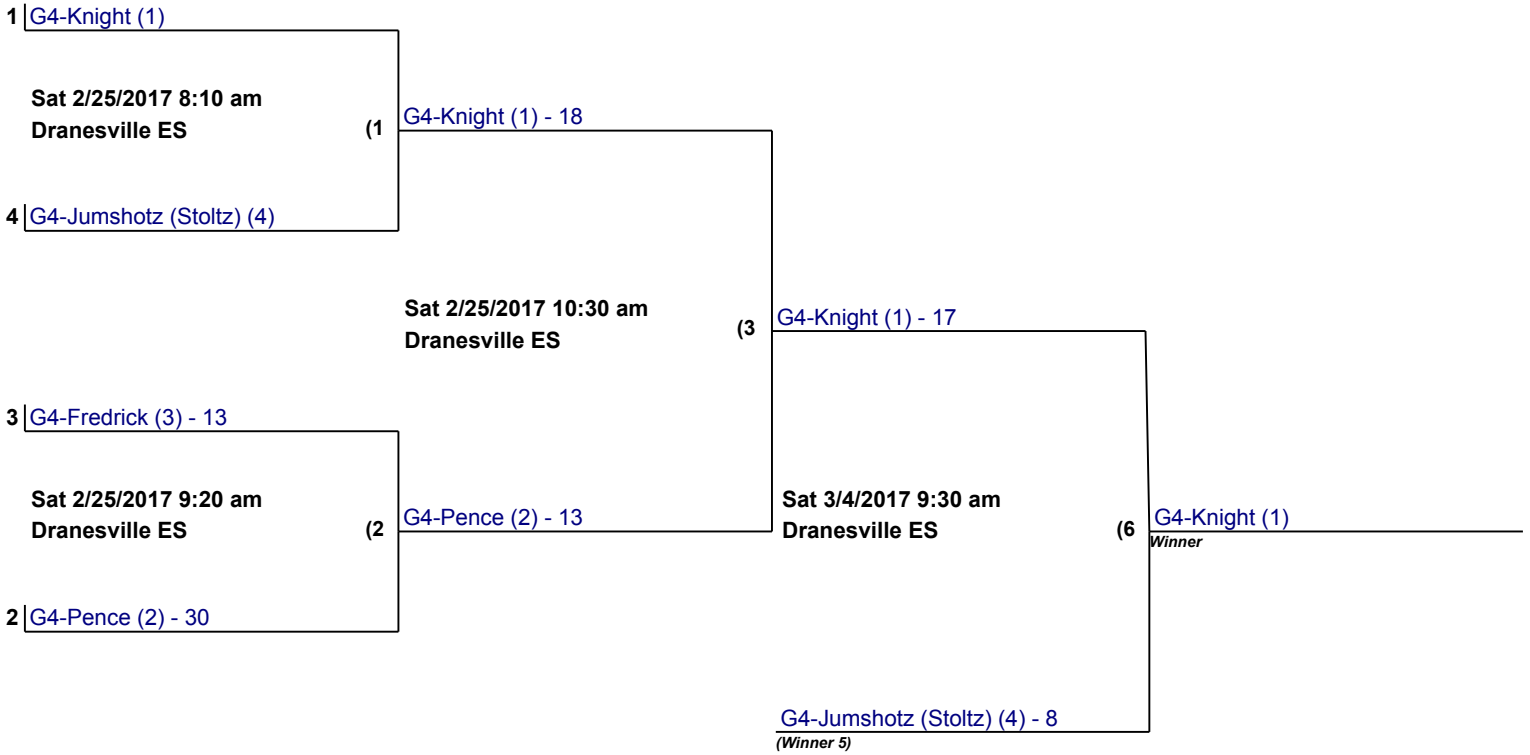 1 G4-Knight (1)
Sat 2/25/2017 8:10 am
Dranesville ES
(1
G4-Knight (1) - 18
4 G4-Jumshotz (Stoltz) (4)
Sat 2/25/2017 10:30 am
Dranesville ES
(3
G4-Knight (1) - 17
3 G4-Fredrick (3) - 13
Sat 2/25/2017 9:20 am
Dranesville ES
(2
G4-Pence (2) - 13
Sat 3/4/2017 9:30 am
Dranesville ES
(6
G4-Knight (1)
Winner
2 G4-Pence (2) - 30
G4-Jumshotz (Stoltz) (4) - 8
(Winner 5)